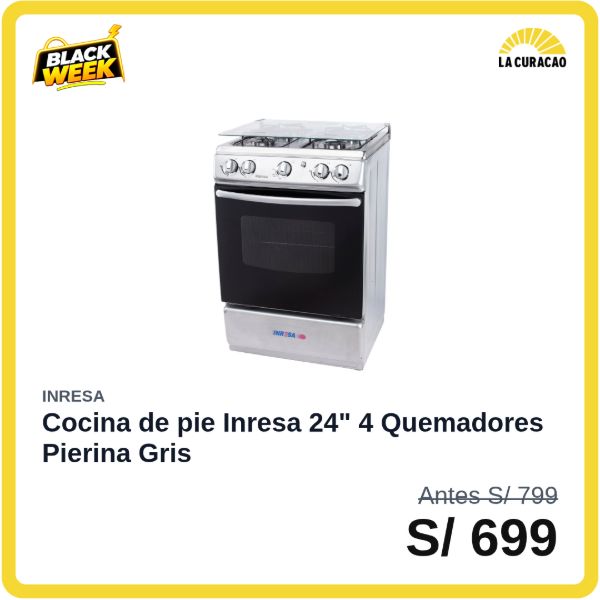 BLACK
WEEK
LA CURACAO
INRESA
INRESA
Cocina de pie Inresa 24" 4 Quemadores
Pierina Gris
Antes S/ 799
S/ 699